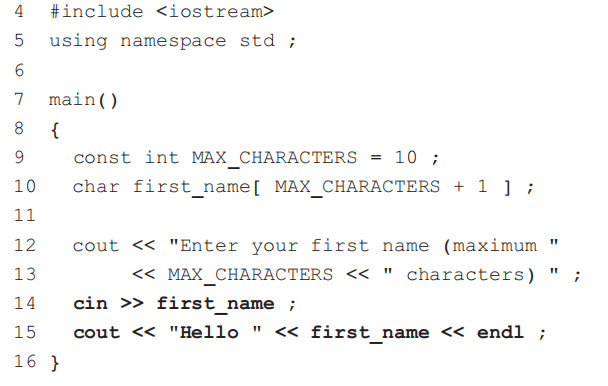 4 #include <iostream>
5 using namespace std ;
6
7 main()
8 {
9 const int MAX_CHARACTERS = 10 ;
10 char first_name[ MAX_CHARACTERS + 1 ] ;
11
12 cout << "Enter your first name (maximum "
13 << MAX_CHARACTERS << " characters) " ;
14 cin >> first_name ;
15 cout << "Hello " << first_name << endl ;
16 }